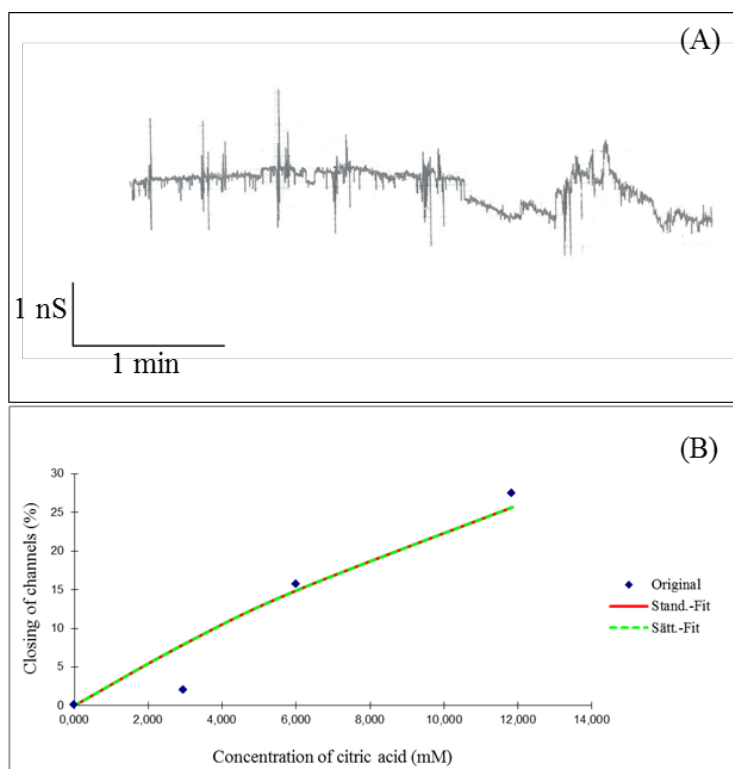 (A)
1 nS
1 min
(B)
Closing of channels (%)
30
25
20
15
10
5
0
0,000 2,000 4,000 6,000 8,000 10,000 12,000 14,000
Concentration of citric acid (mM)
Original
Stand.-Fit
Sätt.-Fit